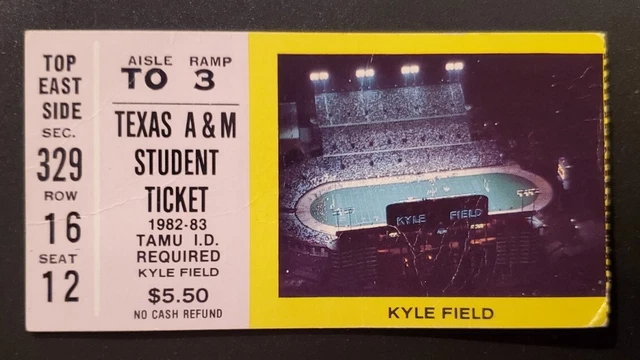 TOP
EAST
SIDE
SEC.
329
ROW
16
SEAT
12
AISLE RAMP
TO 3
TEXAS A & M
STUDENT
TICKET
1982-83
TAMU I.D.
REQUIRED
KYLE FIELD
$5.50
NO CASH REFUND
KYLE FIELD
KYLE FIELD